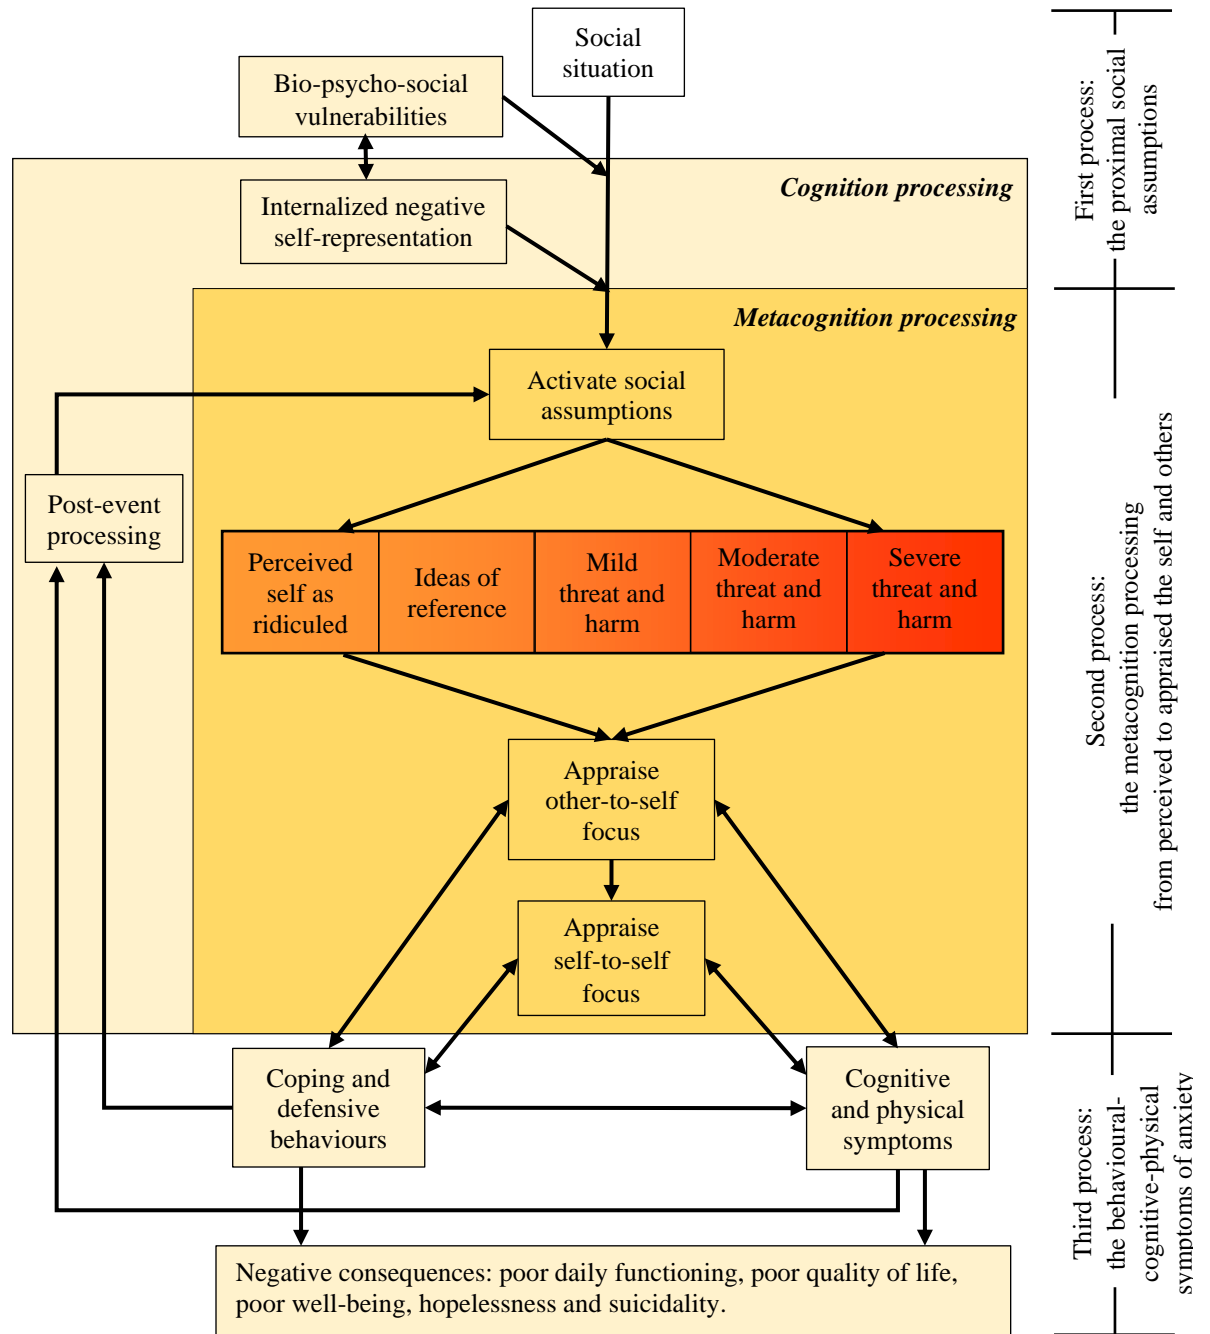 Social
situation
Bio-psycho-social
vulnerabilities
Cognition processing
Internalized negative
self-representation
Metacognition processing
Activate social
assumptions
Post-event
processing
Perceived
self as
ridiculed
Ideas of
reference
Mild
threat and
harm
Moderate
threat and
harm
Severe
threat and
harm
Appraise
other-to-self
focus
Appraise
self-to-self
focus
Coping and
defensive
behaviours
Cognitive
and physical
symptoms
Negative consequences: poor daily functioning, poor quality of life,
poor well-being, hopelessness and suicidality.
First process:
the proximal social
assumptions
Second process:
the metacognition processing
from perceived to appraised the self and others
Third process:
the behavioural-
cognitive-physical
symptoms of anxiety